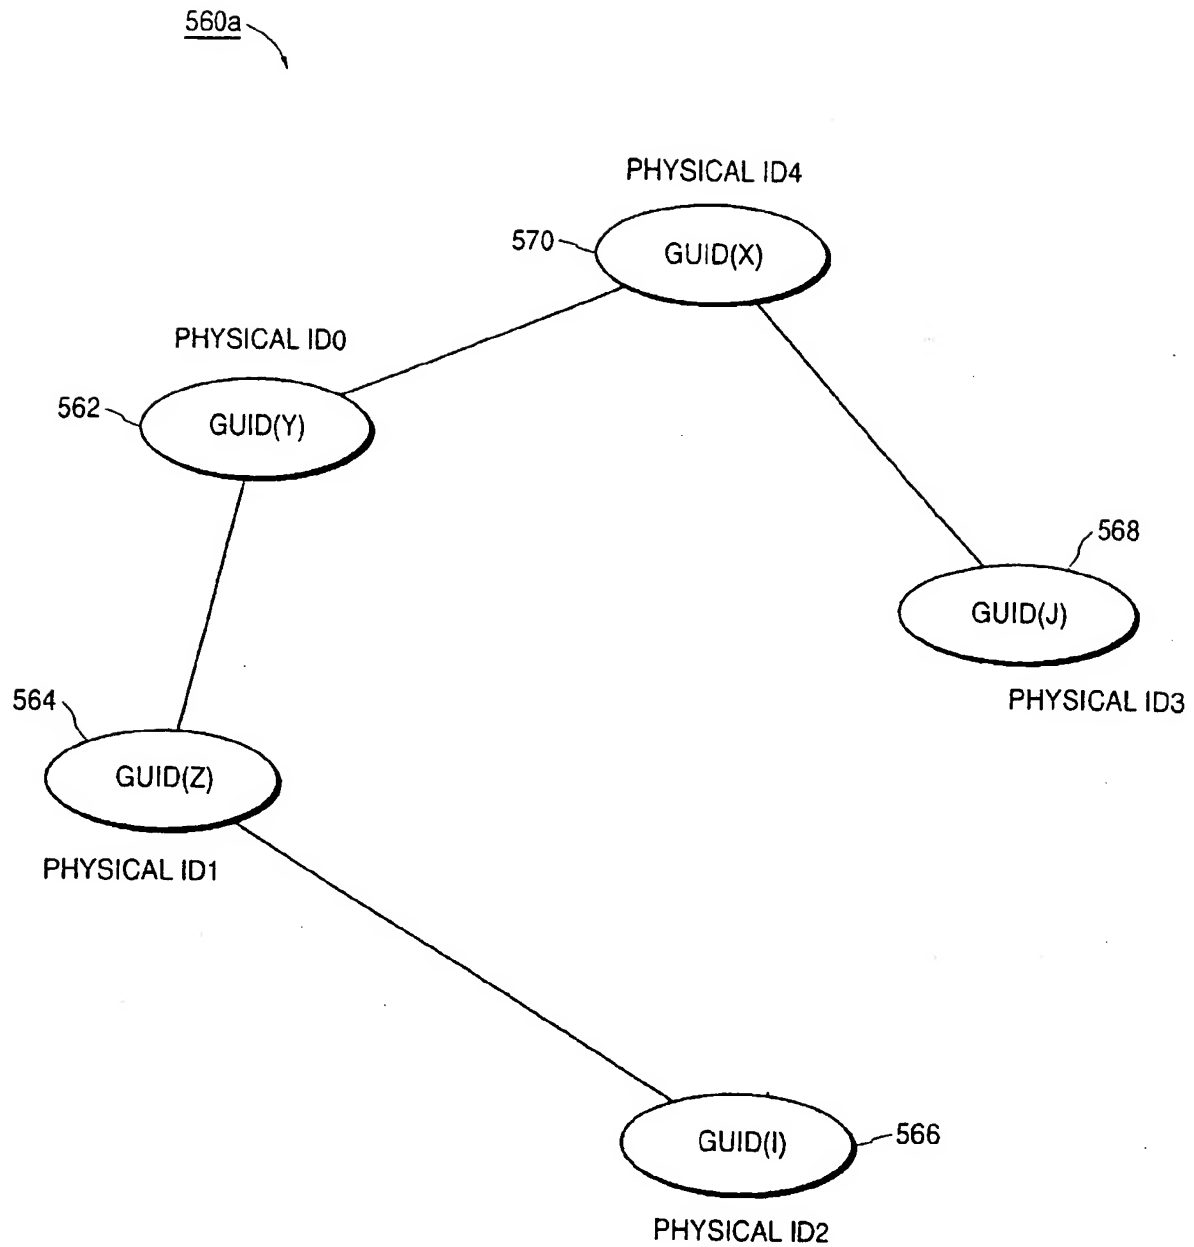 560a
PHYSICAL ID4
570
GUID(X)
PHYSICAL ID0
562
GUID(Y)
568
GUID(J)
PHYSICAL ID3
564
GUID(Z)
PHYSICAL ID1
GUID(I)
566
PHYSICAL ID2